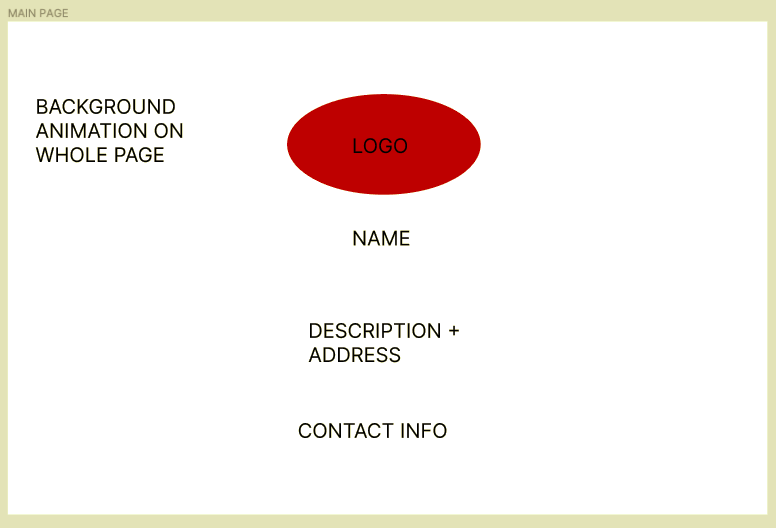 MAIN PAGE
BACKGROUND
ANIMATION ON
WHOLE PAGE
LOGO
NAME
DESCRIPTION +
ADDRESS
CONTACT INFO